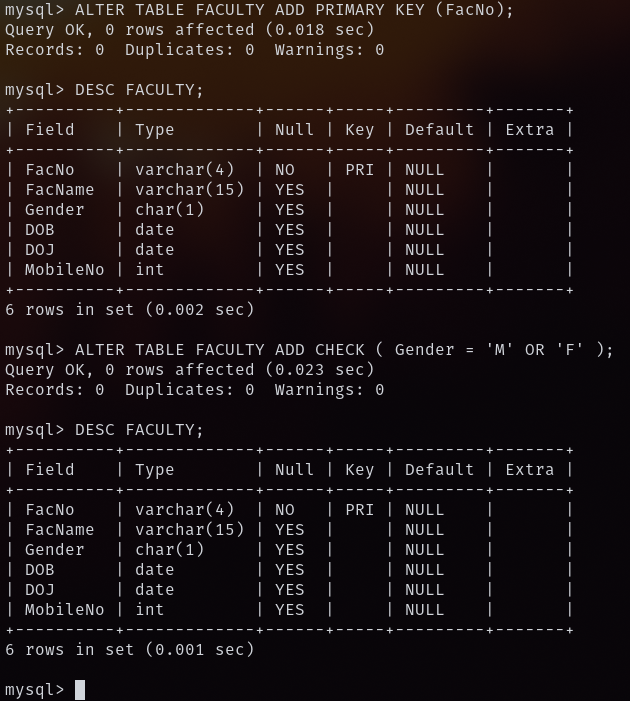 mysql> ALTER TABLE FACULTY ADD PRIMARY KEY (FacNo);
Query OK, 0 rows affected (0.018 sec)
Records: 0  Duplicates: 0  Warnings: 0

mysql> DESC FACULTY;
+----------+-------------+------+-----+---------+-------+
| Field    | Type        | Null | Key | Default | Extra |
+----------+-------------+------+-----+---------+-------+
| FacNo    | varchar(4)  | NO   | PRI | NULL    |       |
| FacName  | varchar(15) | YES  |     | NULL    |       |
| Gender   | char(1)     | YES  |     | NULL    |       |
| DOB      | date        | YES  |     | NULL    |       |
| DOJ      | date        | YES  |     | NULL    |       |
| MobileNo | int         | YES  |     | NULL    |       |
+----------+-------------+------+-----+---------+-------+
6 rows in set (0.002 sec)

mysql> ALTER TABLE FACULTY ADD CHECK ( Gender = 'M' OR 'F' );
Query OK, 0 rows affected (0.023 sec)
Records: 0  Duplicates: 0  Warnings: 0

mysql> DESC FACULTY;
+----------+-------------+------+-----+---------+-------+
| Field    | Type        | Null | Key | Default | Extra |
+----------+-------------+------+-----+---------+-------+
| FacNo    | varchar(4)  | NO   | PRI | NULL    |       |
| FacName  | varchar(15) | YES  |     | NULL    |       |
| Gender   | char(1)     | YES  |     | NULL    |       |
| DOB      | date        | YES  |     | NULL    |       |
| DOJ      | date        | YES  |     | NULL    |       |
| MobileNo | int         | YES  |     | NULL    |       |
+----------+-------------+------+-----+---------+-------+
6 rows in set (0.001 sec)

mysql>